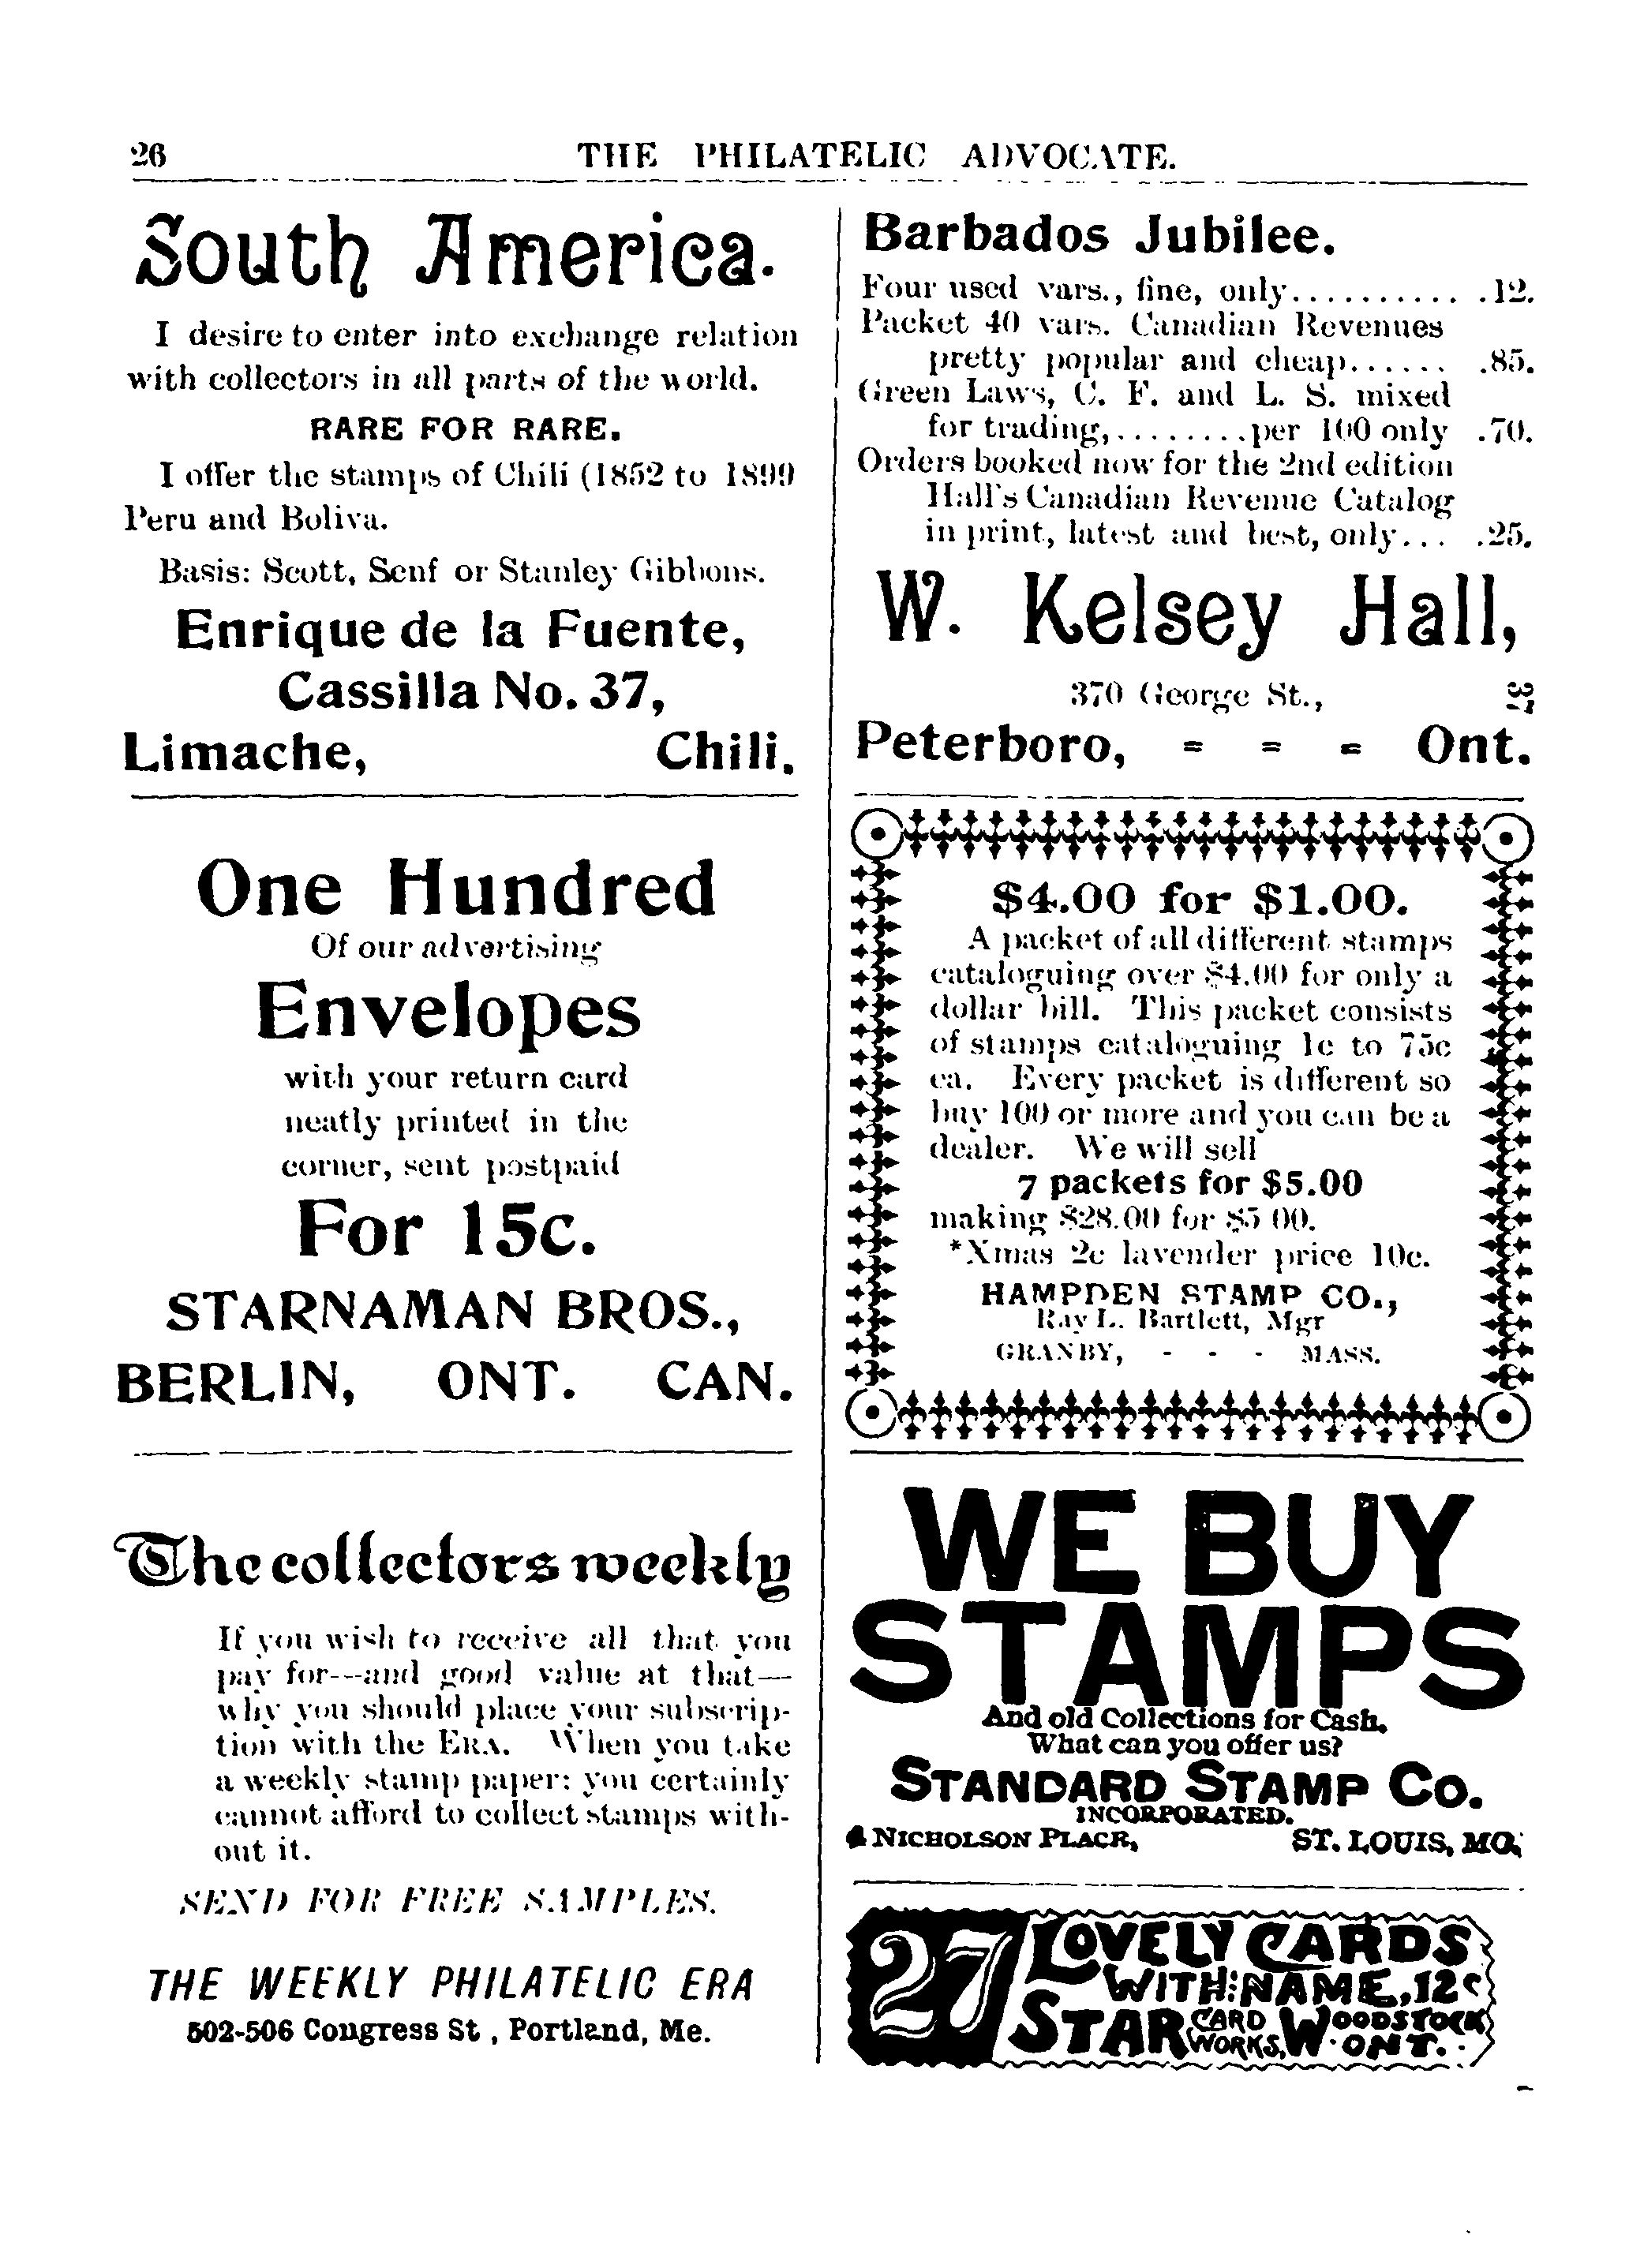 26
THE PHILATELIC ADVOCATE.
South America.
I desire to enter into exchange relation
with collectors in all parts of the world.
RARE FOR RARE.
I offer the stamps of Chili (1852 to 1899
Peru and Boliva.
Basis: Scott, Senf or Stanley Gibbons.
Enrique de la Fuente,
Cassilla No. 37,
Limache, Chili.
One Hundred
Of our advertising
Envelopes
with your return card
neatly printed in the
corner, sent postpaid
For 15c.
STARNAMAN BROS.,
BERLIN, ONT. CAN.
The collectors weekly
If you wish to receive all that you
pay for---and good value at that—
why you should place your subscrip-
tion with the ERA. When you take
a weekly stamp paper: you certainly
cannot afford to collect stamps with-
out it.
SEND FOR FREE SAMPLES.
THE WEEKLY PHILATELIC ERA
502-506 Congress St , Portland, Me.
Barbados Jubilee.
Four used vars., fine, only........... .12.
Packet 40 vars. Canadian Revenues
pretty popular and cheap...... .85.
Green Laws, C. F. and L. S. mixed
for trading,........per 100 only .70.
Orders booked now for the 2nd edition
Hall's Canadian Revenue Catalog
in print, latest and best, only... .25.
W. Kelsey Hall,
370 George St., 37
Peterboro, = = = Ont.
$4.00 for $1.00.
A packet of all different stamps
cataloguing over $4.00 for only a
dollar bill. This packet consists
of stamps cataloguing 1c to 75c
ea. Every packet is different so
buy 100 or more and you can be a
dealer. We will sell
7 packets for $5.00
making $28.00 for $5 00.
*Xmas 2c lavender price 10c.
HAMPDEN STAMP CO.,
Ray L. Bartlett, Mgr
GRANBY, - - - MASS.
WE BUY
STAMPS
And old Collections for Cash.
What can you offer us?
STANDARD STAMP CO.
INCORPORATED.
4 NICHOLSON PLACE, ST. LOUIS, MO.
27 LOVELY CARDS
WITH: NAME, 12c
STAR CARD WORKS, WOODSTOCK
ONT.